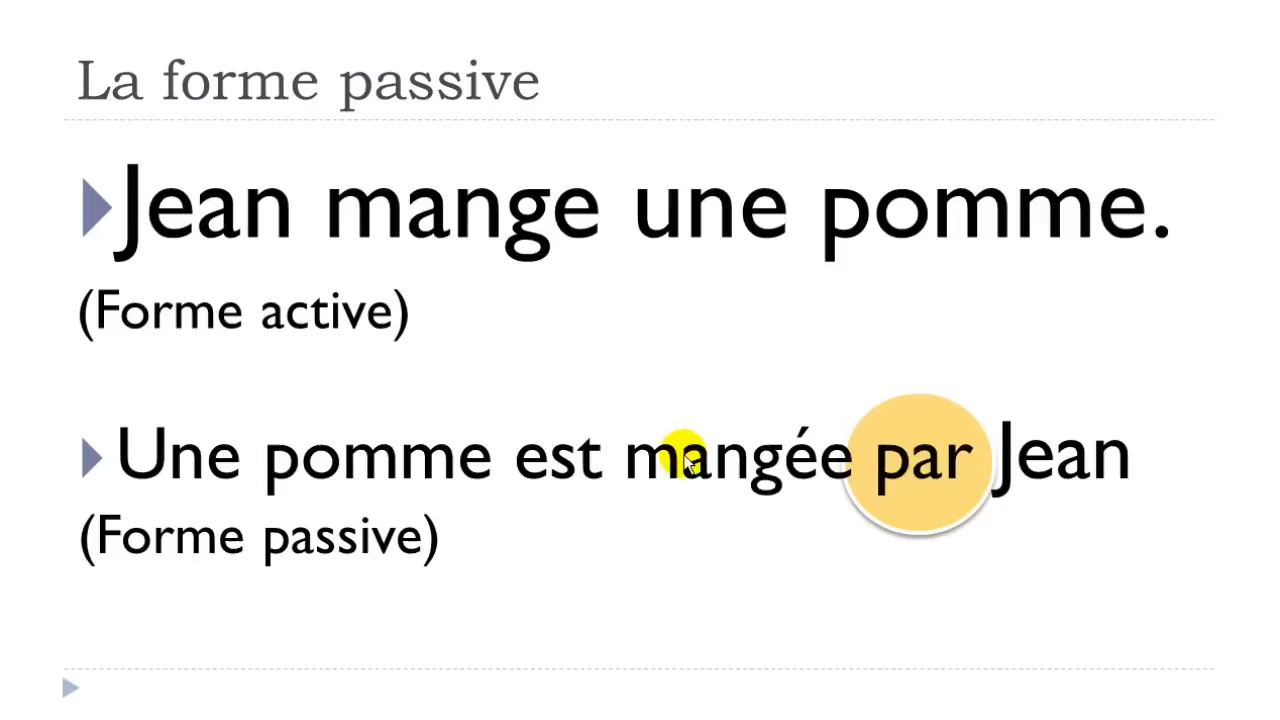 La forme passive
Jean mange une pomme.
(Forme active)
Une pomme est mangée par Jean
(Forme passive)